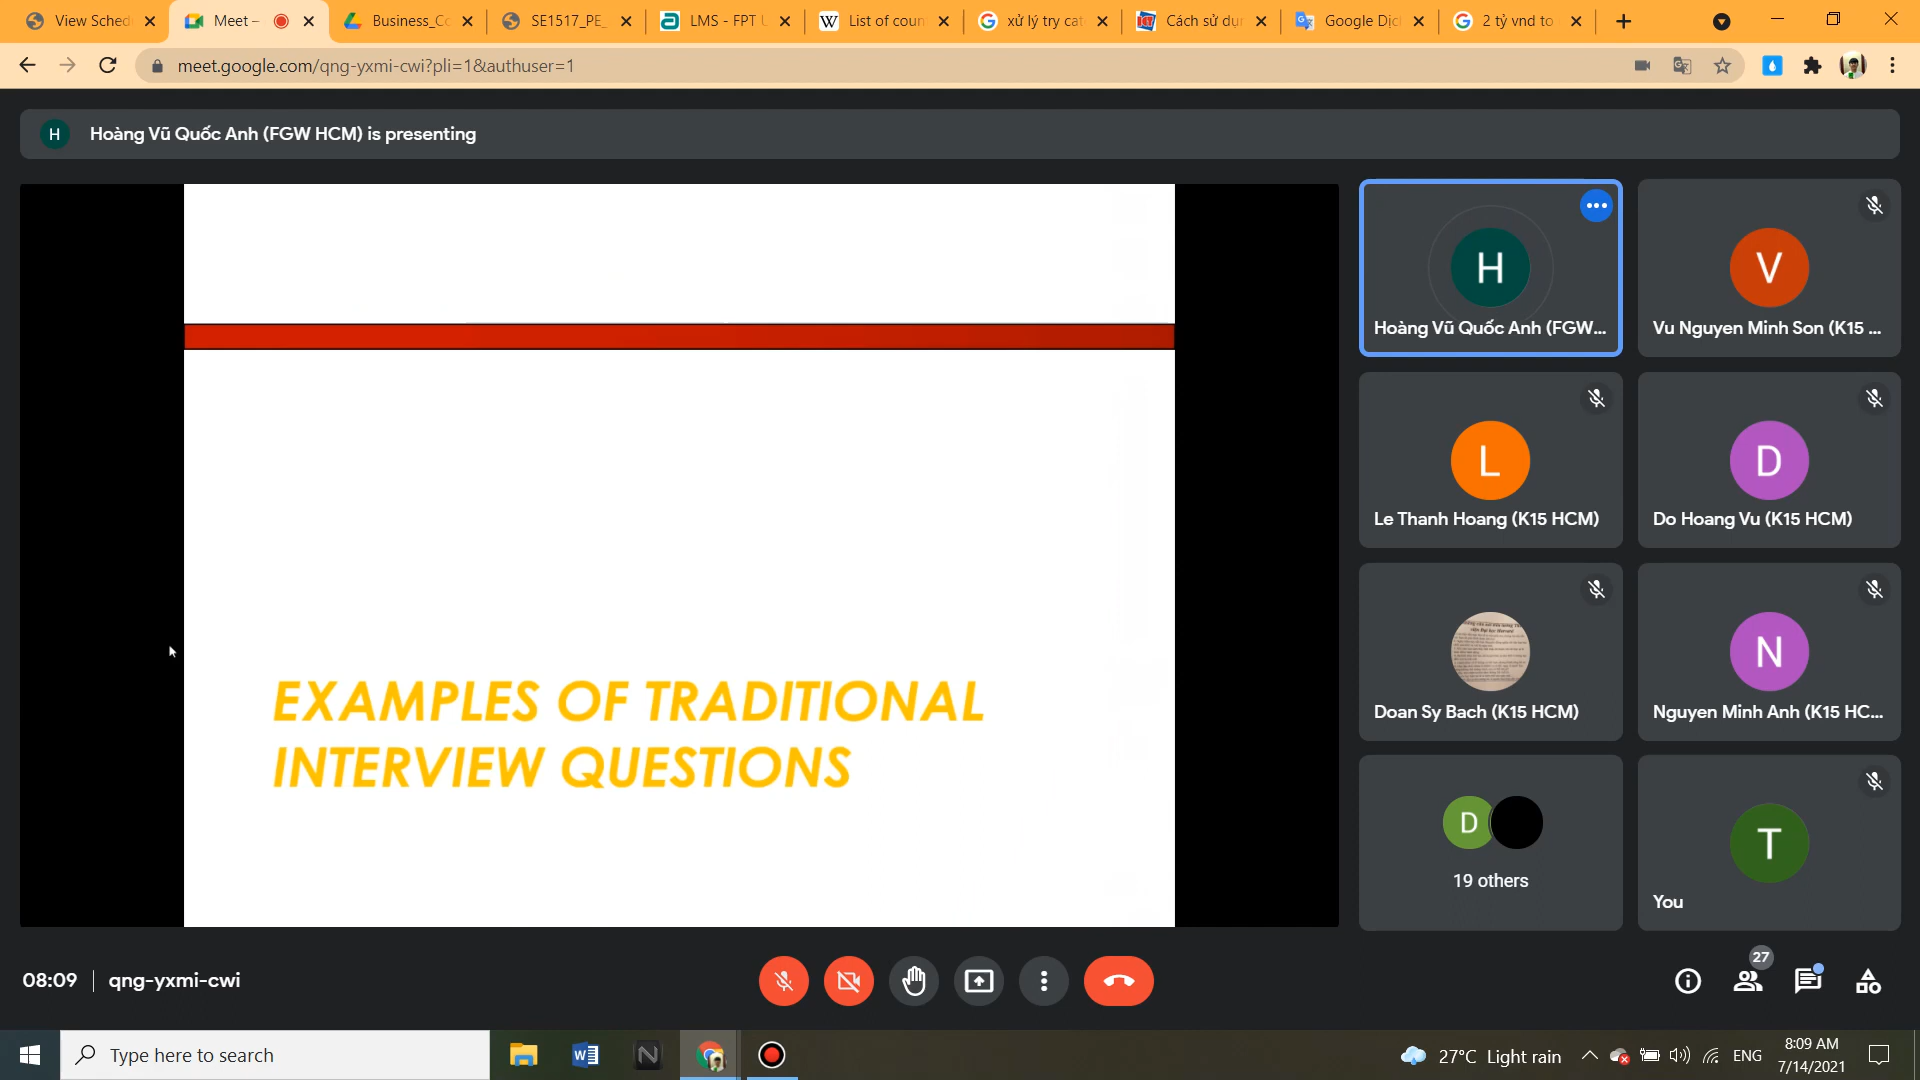 View Sched
Meet –
Business_Co
SE1517_PE_
LMS - FPT U
W List of coun
xử lý try cat
Cách sử dụn
Google Dịc
2 tỷ vnd to
meet.google.com/qng-yxmi-cwi?pli=1&authuser=1
H Hoàng Vũ Quốc Anh (FGW HCM) is presenting
EXAMPLES OF TRADITIONAL
INTERVIEW QUESTIONS
H
Hoàng Vũ Quốc Anh (FGW...
V
Vu Nguyen Minh Son (K15 ...
L
Le Thanh Hoang (K15 HCM)
D
Do Hoang Vu (K15 HCM)
Doan Sy Bach (K15 HCM)
N
Nguyen Minh Anh (K15 HC...
D
19 others
T
You
08:09 | qng-yxmi-cwi
27
Type here to search
27°C Light rain
ENG
8:09 AM
7/14/2021